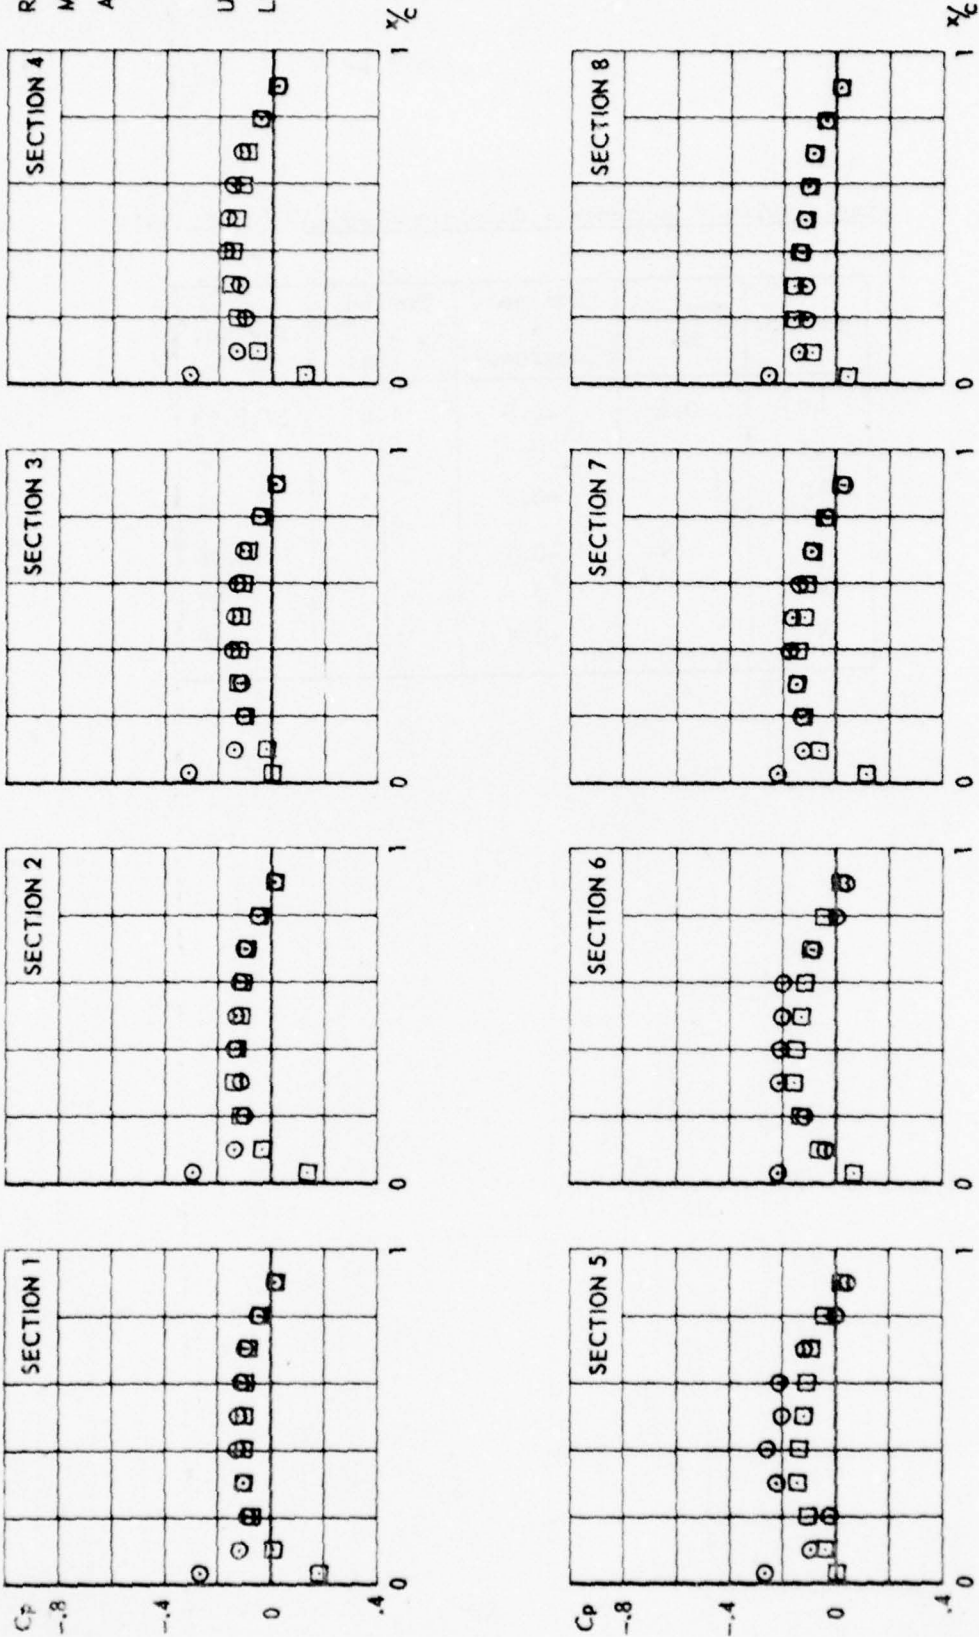 SECTION 1
SECTION 2
SECTION 3
SECTION 4
R
M
A
U
L
Cp
-.8
-.4
0
.4
0
1
0
1
0
1
0
1
x/c
SECTION 5
SECTION 6
SECTION 7
SECTION 8
Cp
-.8
-.4
0
.4
0
1
0
1
0
1
0
1
x/c